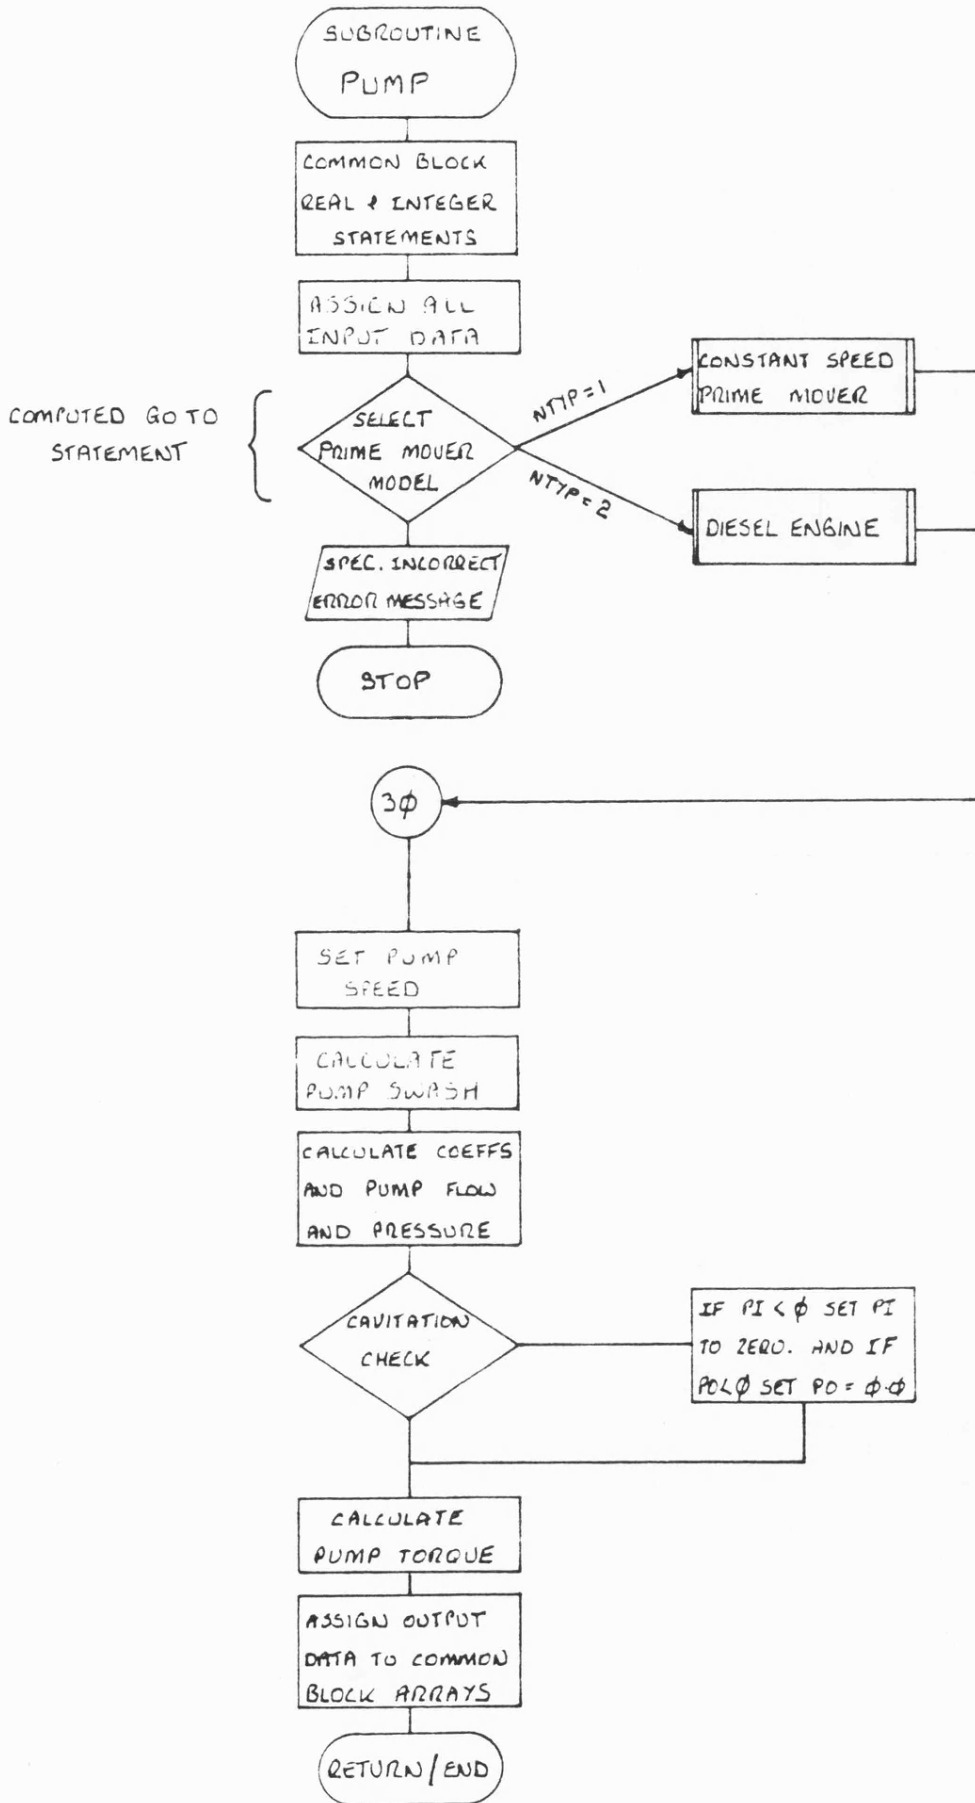 SUBROUTINE
PUMP
COMMON BLOCK
REAL & INTEGER
STATEMENTS
ASSIGN ALL
INPUT DATA
COMPUTED GO TO
STATEMENT
SELECT
PRIME MOVER
MODEL
NTYP=1
CONSTANT SPEED
PRIME MOVER
NTYP=2
DIESEL ENGINE
SPEC. INCORRECT
ERROR MESSAGE
STOP
3φ
SET PUMP
SPEED
CALCULATE
PUMP SWASH
CALCULATE COEFFS
AND PUMP FLOW
AND PRESSURE
CAVITATION
CHECK
IF PI < φ SET PI
TO ZERO. AND IF
PO<φ SET PO = φ.φ
CALCULATE
PUMP TORQUE
ASSIGN OUTPUT
DATA TO COMMON
BLOCK ARRAYS
RETURN/END